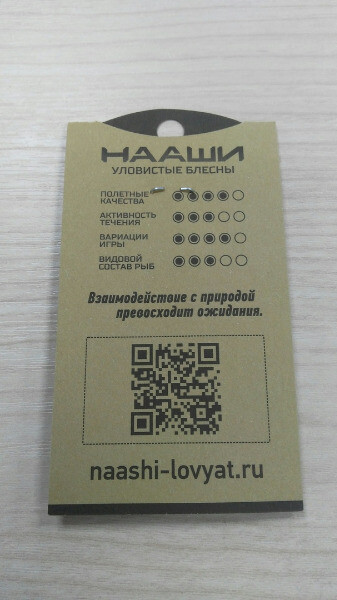 НААШИ
УЛОВИСТЫЕ БЛЕСНЫ
ПОЛЕТНЫЕ
КАЧЕСТВА
АКТИВНОСТЬ
ТЕЧЕНИЯ
ВАРИАЦИИ
ИГРЫ
ВИДОВОЙ
СОСТАВ РЫБ
Взаимодействие с природой
превосходит ожидания.
naashi-lovyat.ru